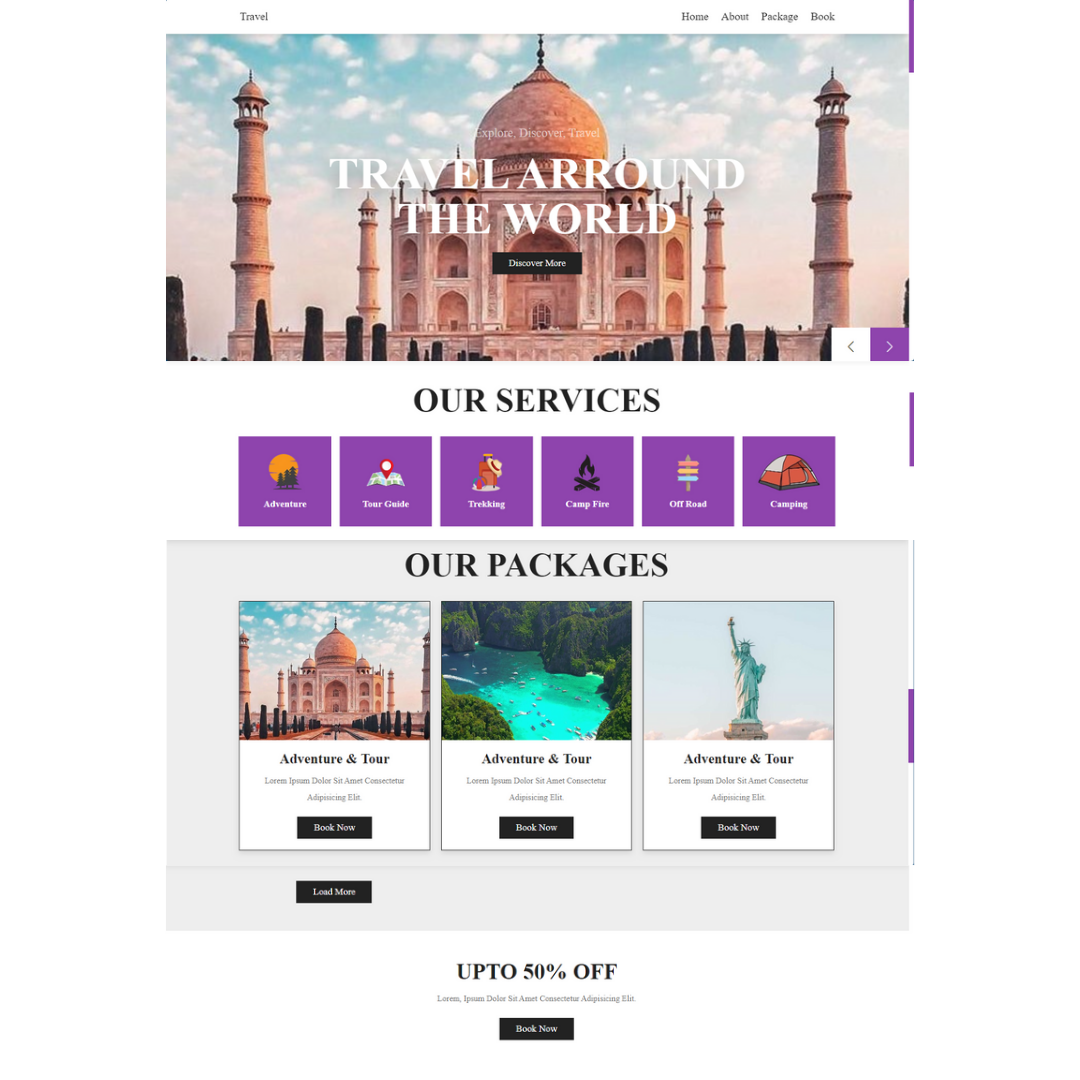 Travel
Home About Package Book
Explore, Discover, Travel
TRAVEL ARROUND
THE WORLD
Discover More
OUR SERVICES
Adventure
Tour Guide
Trekking
Camp Fire
Off Road
Camping
OUR PACKAGES
Adventure & Tour
Lorem Ipsum Dolor Sit Amet Consectetur
Adipisicing Elit.
Book Now
Adventure & Tour
Lorem Ipsum Dolor Sit Amet Consectetur
Adipisicing Elit.
Book Now
Adventure & Tour
Lorem Ipsum Dolor Sit Amet Consectetur
Adipisicing Elit.
Book Now
Load More
UPTO 50% OFF
Lorem, Ipsum Dolor Sit Amet Consectetur Adipisicing Elit.
Book Now